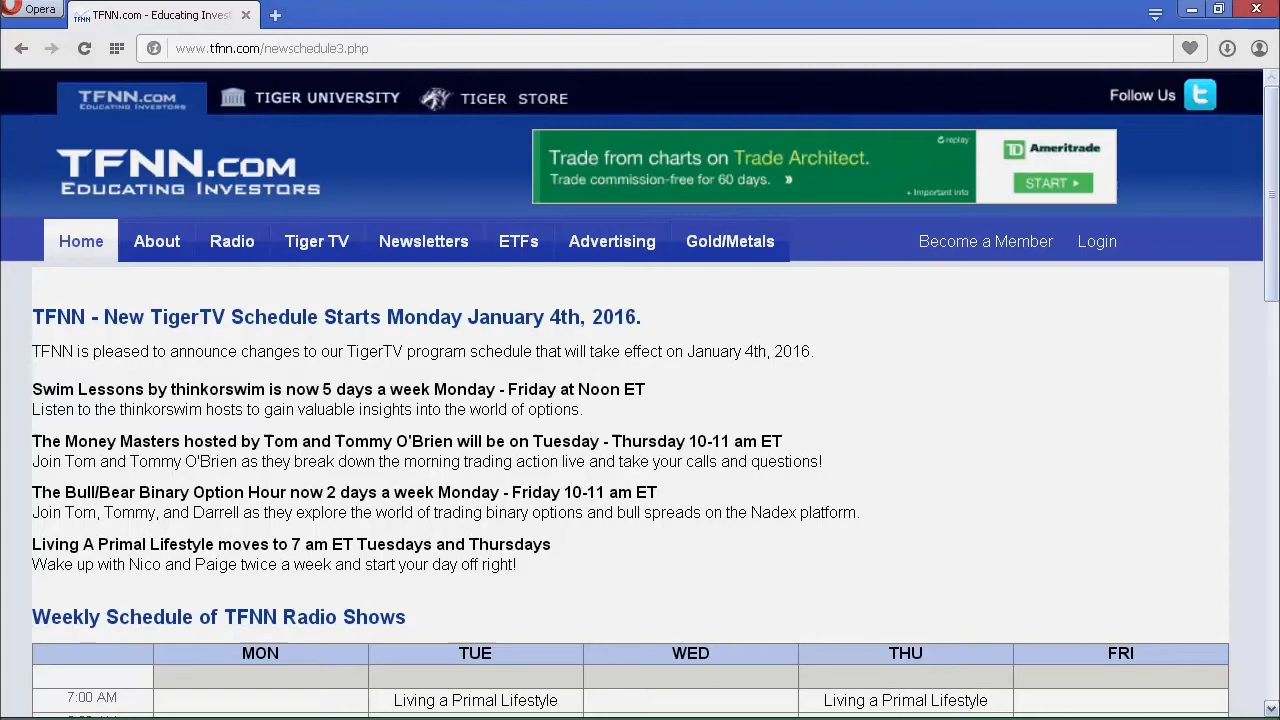 Opera
TFNN.com - Educating Invest
www.tfnn.com/newschedule3.php
TFNN.com
EDUCATING INVESTORS
TIGER UNIVERSITY
TIGER STORE
Follow Us
TFNN.COM
EDUCATING INVESTORS
Trade from charts on Trade Architect.
Trade commission-free for 60 days. »
replay
+ Important info
TD Ameritrade
START
Home About Radio Tiger TV Newsletters ETFs Advertising Gold/Metals Become a Member Login
TFNN - New TigerTV Schedule Starts Monday January 4th, 2016.
TFNN is pleased to announce changes to our TigerTV program schedule that will take effect on January 4th, 2016.
Swim Lessons by thinkorswim is now 5 days a week Monday - Friday at Noon ET
Listen to the thinkorswim hosts to gain valuable insights into the world of options.
The Money Masters hosted by Tom and Tommy O'Brien will be on Tuesday - Thursday 10-11 am ET
Join Tom and Tommy O'Brien as they break down the morning trading action live and take your calls and questions!
The Bull/Bear Binary Option Hour now 2 days a week Monday - Friday 10-11 am ET
Join Tom, Tommy, and Darrell as they explore the world of trading binary options and bull spreads on the Nadex platform.
Living A Primal Lifestyle moves to 7 am ET Tuesdays and Thursdays
Wake up with Nico and Paige twice a week and start your day off right!
Weekly Schedule of TFNN Radio Shows
MON TUE WED THU FRI
7:00 AM Living a Primal Lifestyle Living a Primal Lifestyle